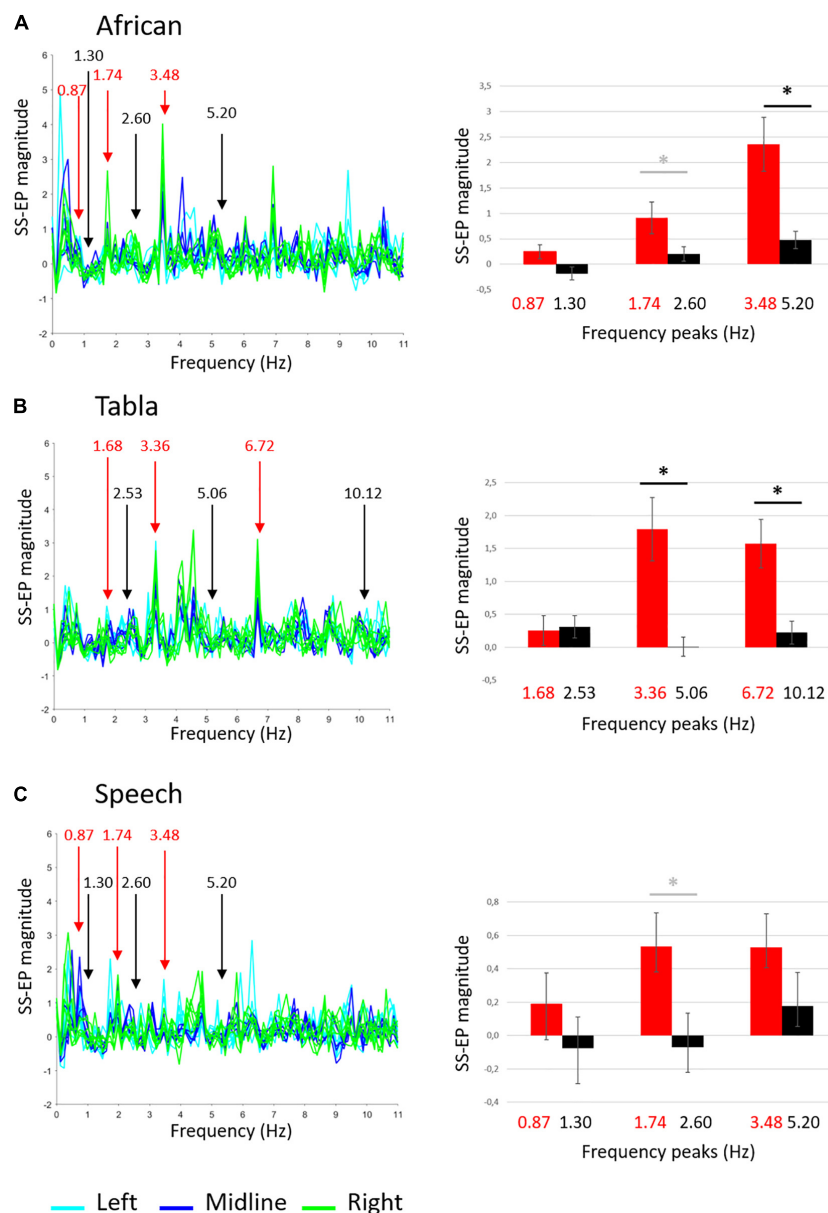 A African
1.30
0.87 1.74 3.48
2.60 5.20
SS-EP magnitude
6
5
4
3
2
1
0
-1
-2
0 1 2 3 4 5 6 7 8 9 10 11
Frequency (Hz)
SS-EP magnitude
3,5
3
2,5
2
1,5
1
0,5
0
-0,5
* *
0.87 1.30 1.74 2.60 3.48 5.20
Frequency peaks (Hz)
B Tabla
1.68 3.36 6.72
2.53 5.06 10.12
SS-EP magnitude
6
5
4
3
2
1
0
-1
-2
0 1 2 3 4 5 6 7 8 9 10 11
Frequency (Hz)
SS-EP magnitude
2,5
2,0
1,5
1,0
0,5
0,0
-0,5
* *
1.68 2.53 3.36 5.06 6.72 10.12
Frequency peaks (Hz)
C Speech
0.87 1.74 3.48
1.30 2.60 5.20
SS-EP magnitude
6
5
4
3
2
1
0
-1
-2
0 1 2 3 4 5 6 7 8 9 10 11
Frequency (Hz)
SS-EP magnitude
0,8
0,6
0,4
0,2
0,0
-0,2
-0,4
*
0.87 1.30 1.74 2.60 3.48 5.20
Frequency peaks (Hz)
Left Midline Right